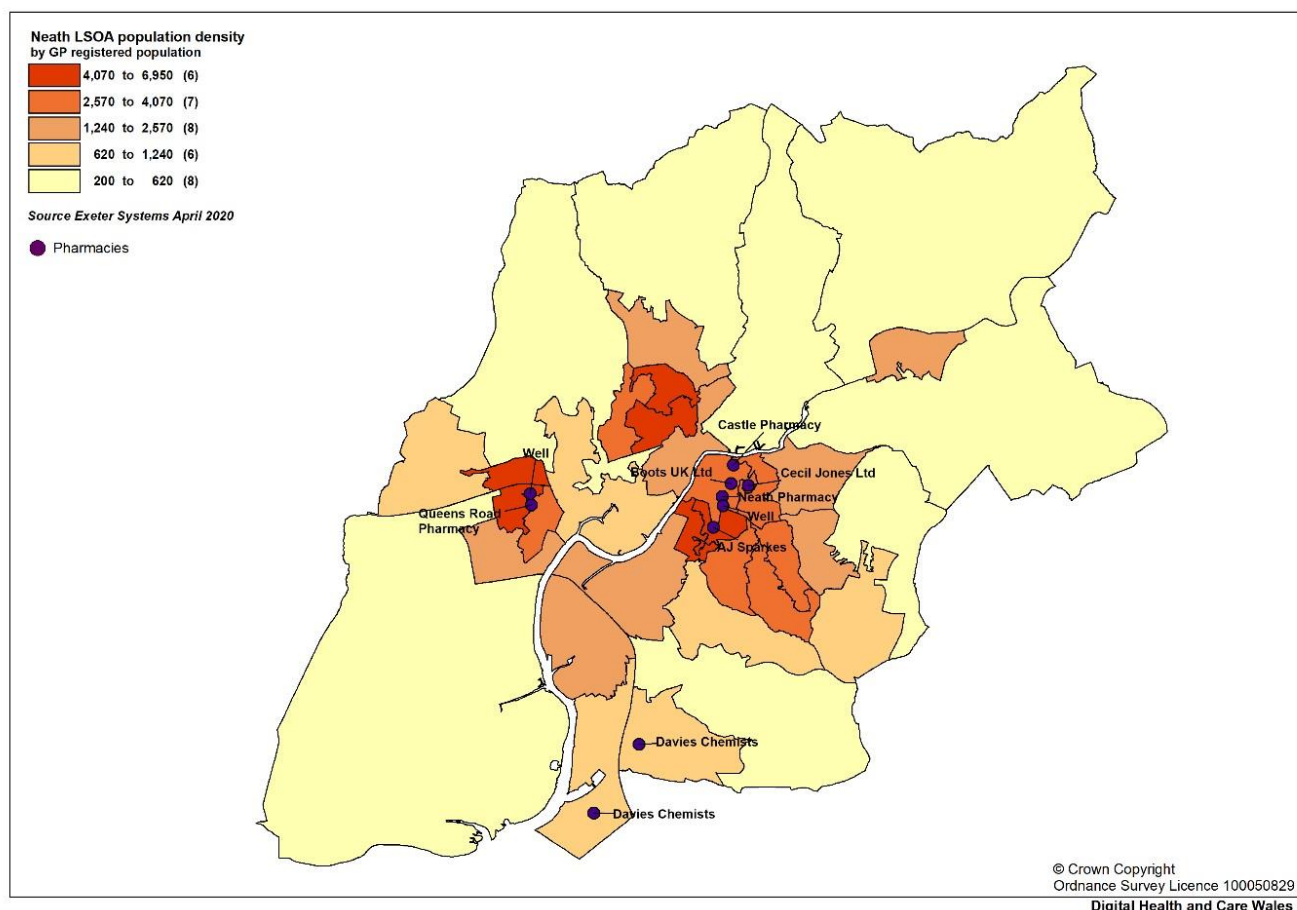 Neath LSOA population density
by GP registered population
4,070 to 6,950 (6)
2,570 to 4,070 (7)
1,240 to 2,570 (8)
620 to 1,240 (6)
200 to 620 (8)
Source Exeter Systems April 2020
Pharmacies
Castle Pharmacy
Well
Boots UK Ltd
Cecil Jones Ltd
Neath Pharmacy
Queens Road
Pharmacy
Well
AJ Sparkes
Davies Chemists
Davies Chemists
© Crown Copyright
Ordnance Survey Licence 100050829
Digital Health and Care Wales